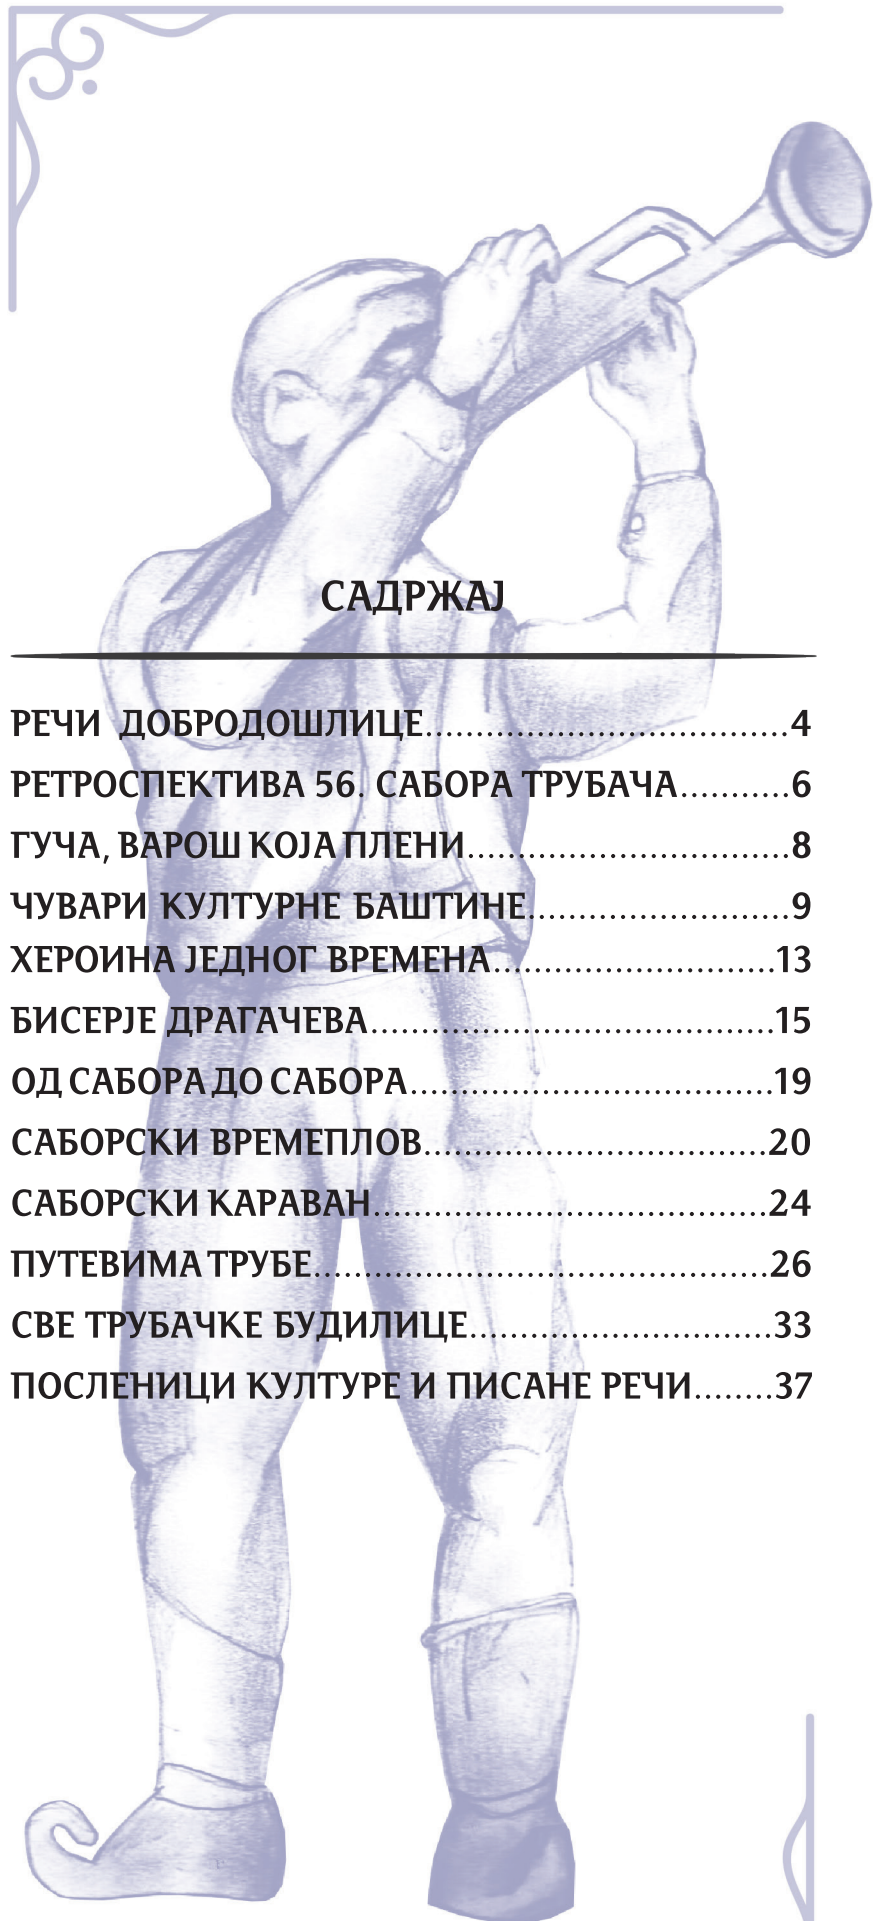 САДРЖАЈ
РЕЧИ ДОБРОДОШЛИЦЕ..................................4
РЕТРОСПЕКТИВА 56. САБОРА ТРУБАЧА...........6
ГУЧА, ВАРОШ КОЈА ПЛЕНИ..............................8
ЧУВАРИ КУЛТУРНЕ БАШТИНЕ.........................9
ХЕРОИНА ЈЕДНОГ ВРЕМЕНА...........................13
БИСЕРЈЕ ДРАГАЧЕВА......................................15
ОД САБОРА ДО САБОРА..................................19
САБОРСКИ ВРЕМЕПЛОВ................................20
САБОРСКИ КАРАВАН.....................................24
ПУТЕВИМА ТРУБЕ...........................................26
СВЕ ТРУБАЧКЕ БУДИЛИЦЕ.............................33
ПОСЛЕНИЦИ КУЛТУРЕ И ПИСАНЕ РЕЧИ........37